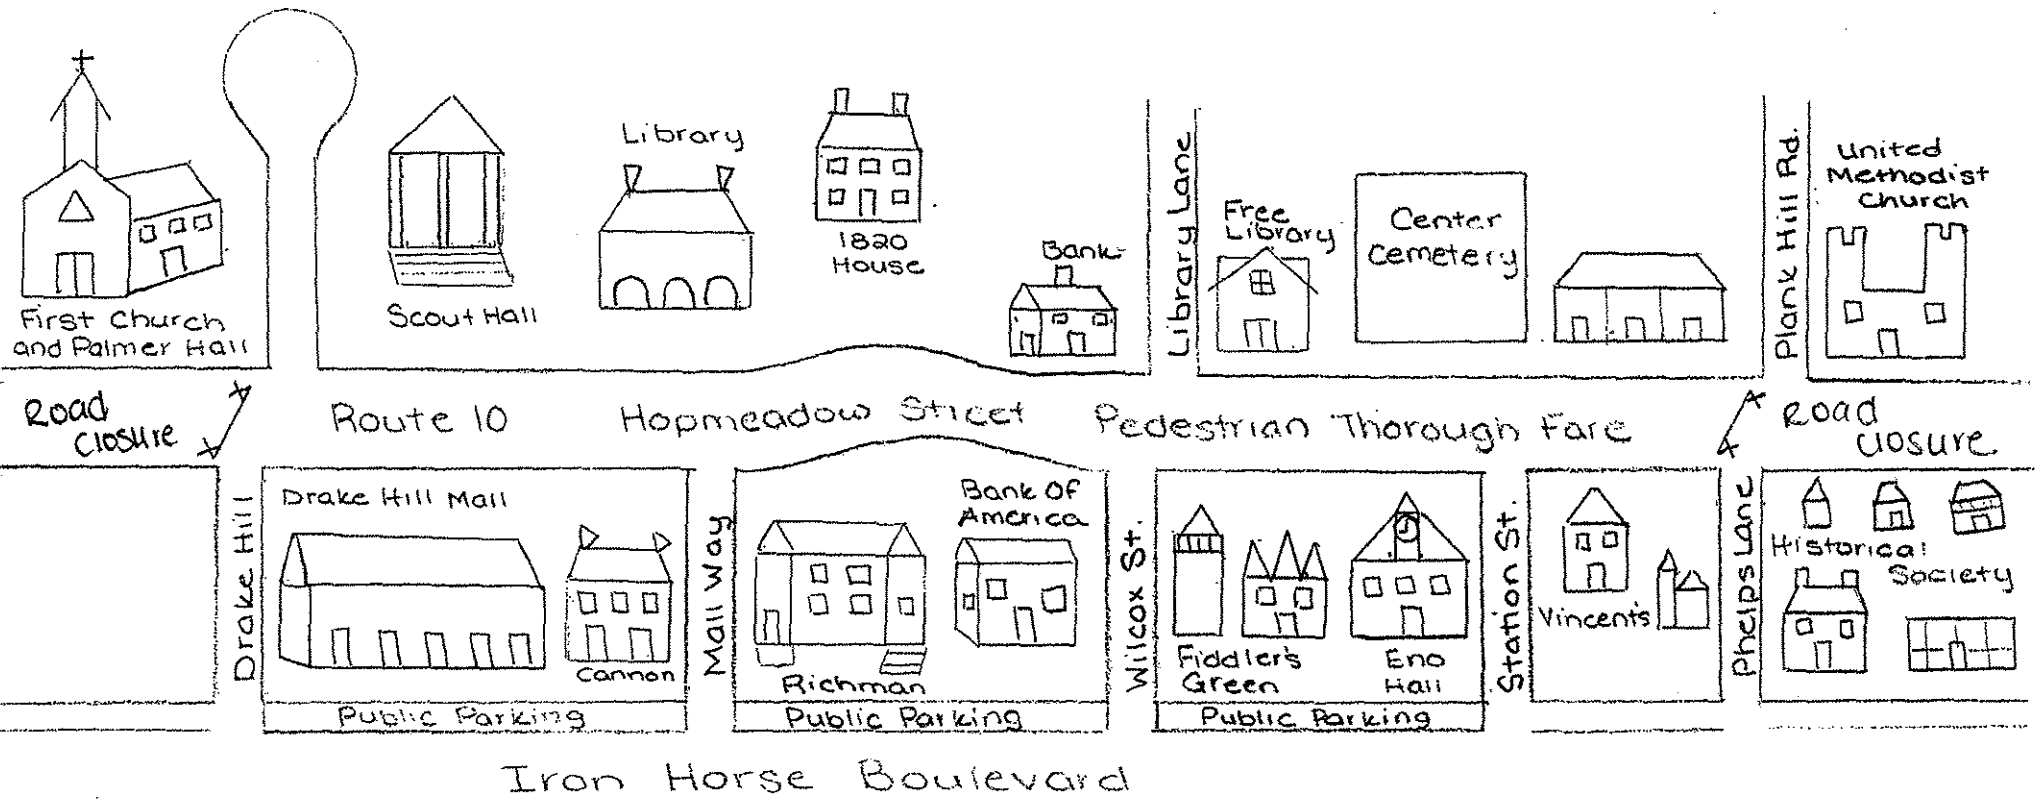 First Church
and Palmer Hall
Scout Hall
Library
1820
House
Bank
Library Lane
Free
Library
Center
Cemetery
Plank Hill Rd.
United
Methodist
Church
Road
Closure
Route 10 Hopmeadow Street Pedestrian Thorough Fare
Road
Closure
Drake Hill
Drake Hill Mall
Cannon
Public Parking
Mall Way
Richman
Bank Of
America
Public Parking
Wilcox St.
Fiddler's
Green
Eno
Hall
Public Parking
Station St.
Vincent's
Phelps Lane
Historical
Society
Iron Horse Boulevard